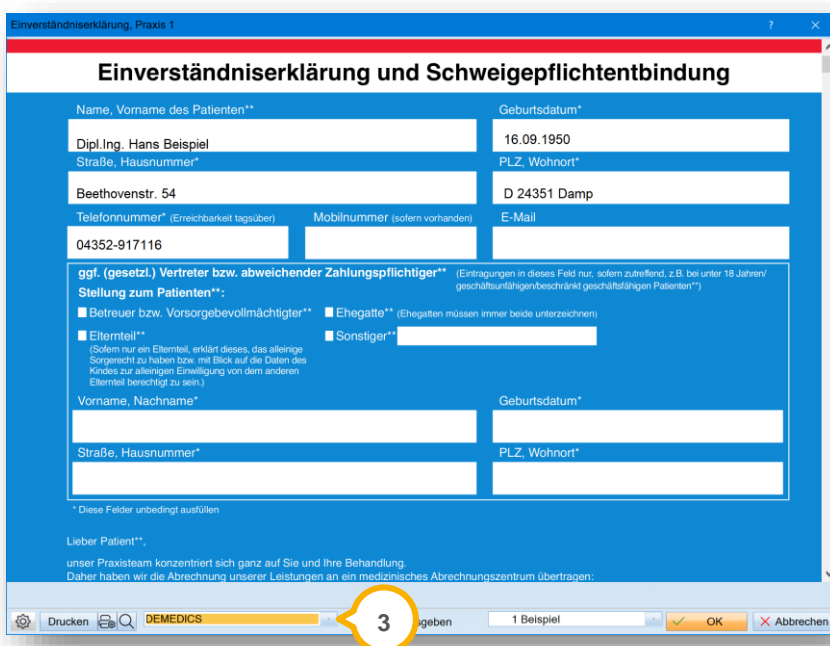 Einverständniserklärung, Praxis 1 ?
Einverständniserklärung und Schweigepflichtentbindung
Name, Vorname des Patienten** Geburtsdatum*
Dipl.Ing. Hans Beispiel 16.09.1950
Straße, Hausnummer* PLZ, Wohnort*
Beethovenstr. 54 D 24351 Damp
Telefonnummer* (Erreichbarkeit tagsüber) Mobilnummer (sofern vorhanden) E-Mail
04352-917116
ggf. (gesetzl.) Vertreter bzw. abweichender Zahlungspflichtiger** (Eintragungen in dieses Feld nur, sofern zutreffend, z.B. bei unter 18 Jahren/
geschäftsunfähigen/beschränkt geschäftsfähigen Patienten**)
Stellung zum Patienten**:
Betreuer bzw. Vorsorgebevollmächtigter** Ehegatte** (Ehegatten müssen immer beide unterzeichnen)
Elternteil** Sonstiger**
(Sofern nur ein Elternteil, erklärt dieses, das alleinige
Sorgerecht zu haben bzw. mit Blick auf die Daten des
Kindes zur alleinigen Einwilligung von dem anderen
Elternteil berechtigt zu sein.)
Vorname, Nachname* Geburtsdatum*
Straße, Hausnummer* PLZ, Wohnort*
* Diese Felder unbedingt ausfüllen
Lieber Patient**,
unser Praxisteam konzentriert sich ganz auf Sie und Ihre Behandlung.
Daher haben wir die Abrechnung unserer Leistungen an ein medizinisches Abrechnungszentrum übertragen:
Drucken DEMEDICS 3 geben 1 Beispiel OK Abbrechen